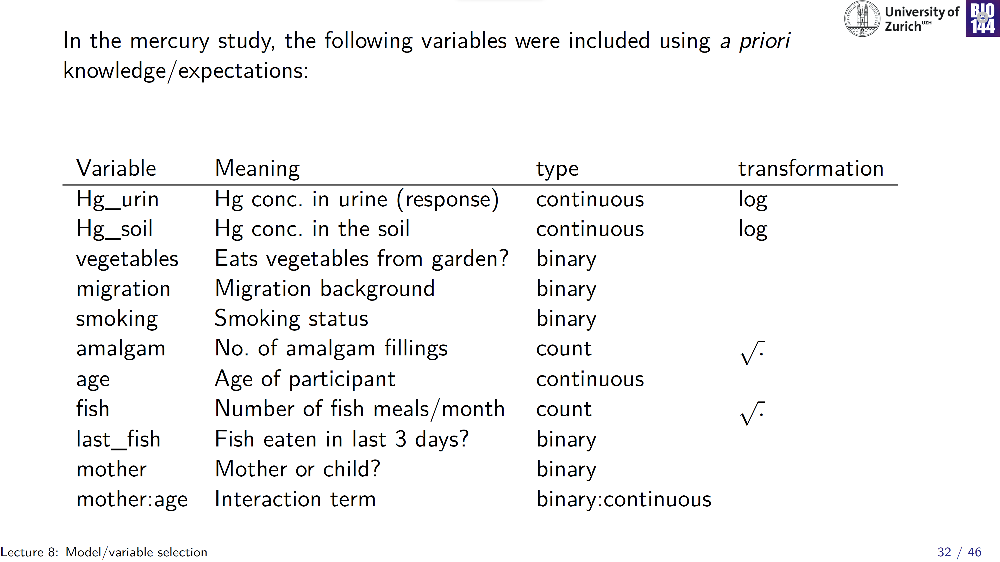 University of
Zurich UZH
BIO
144
In the mercury study, the following variables were included using a priori
knowledge/expectations:
Variable Meaning type transformation
Hg_urin Hg conc. in urine (response) continuous log
Hg_soil Hg conc. in the soil continuous log
vegetables Eats vegetables from garden? binary
migration Migration background binary
smoking Smoking status binary
amalgam No. of amalgam fillings count √·
age Age of participant continuous
fish Number of fish meals/month count √·
last_fish Fish eaten in last 3 days? binary
mother Mother or child? binary
mother:age Interaction term binary:continuous
Lecture 8: Model/variable selection 32 / 46